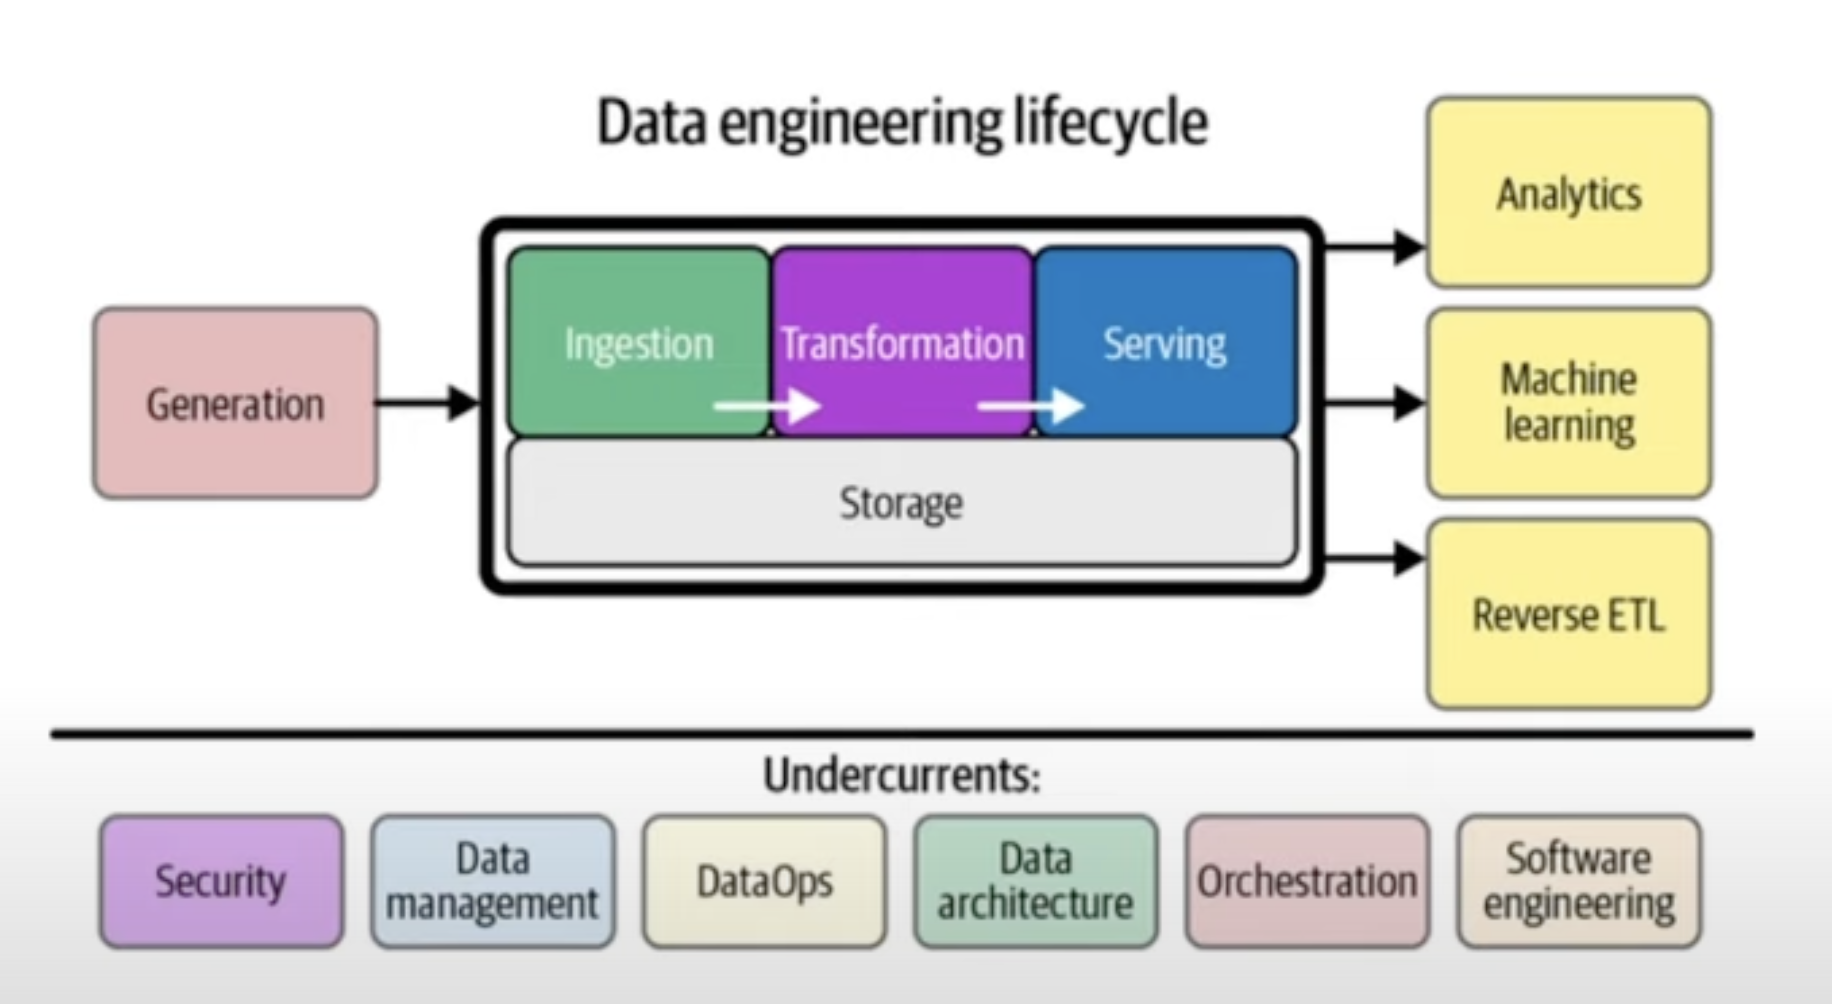 Data engineering lifecycle
Generation
Ingestion
Transformation
Serving
Storage
Analytics
Machine
learning
Reverse ETL
Undercurrents:
Security
Data
management
DataOps
Data
architecture
Orchestration
Software
engineering